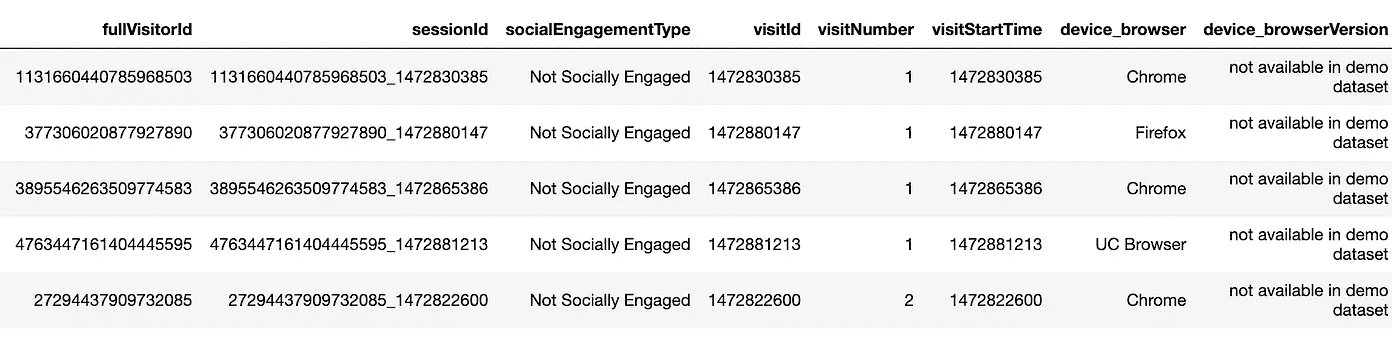 fullVisitorId sessionId socialEngagementType visitId visitNumber visitStartTime device_browser device_browserVersion
1131660440785968503 1131660440785968503_1472830385 Not Socially Engaged 1472830385 1 1472830385 Chrome not available in demo dataset
377306020877927890 377306020877927890_1472880147 Not Socially Engaged 1472880147 1 1472880147 Firefox not available in demo dataset
3895546263509774583 3895546263509774583_1472865386 Not Socially Engaged 1472865386 1 1472865386 Chrome not available in demo dataset
4763447161404445595 4763447161404445595_1472881213 Not Socially Engaged 1472881213 1 1472881213 UC Browser not available in demo dataset
27294437909732085 27294437909732085_1472822600 Not Socially Engaged 1472822600 2 1472822600 Chrome not available in demo dataset